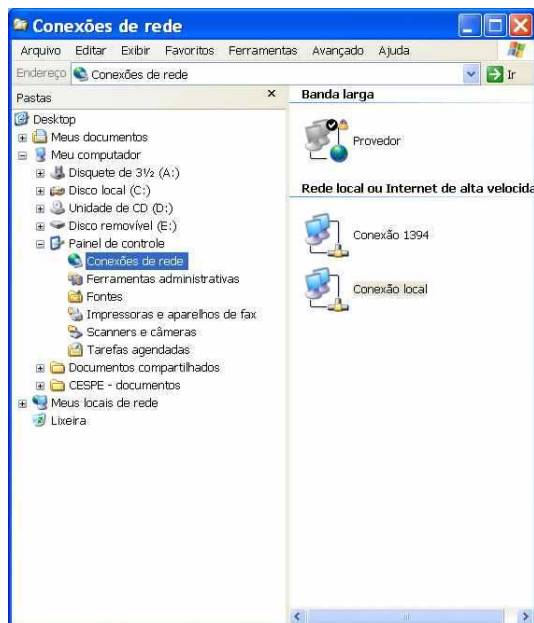 Conexões de rede
Arquivo Editar Exibir Favoritos Ferramentas Avançado Ajuda
Endereço Conexões de rede Ir
Pastas
Desktop
Meus documentos
Meu computador
Disquete de 3½ (A:)
Disco local (C:)
Unidade de CD (D:)
Disco removível (E:)
Painel de controle
Conexões de rede
Ferramentas administrativas
Fontes
Impressoras e aparelhos de fax
Scanners e câmeras
Tarefas agendadas
Documentos compartilhados
CESPE - documentos
Meus locais de rede
Lixeira
Banda larga
Provedor
Rede local ou Internet de alta velocida
Conexão 1394
Conexão local